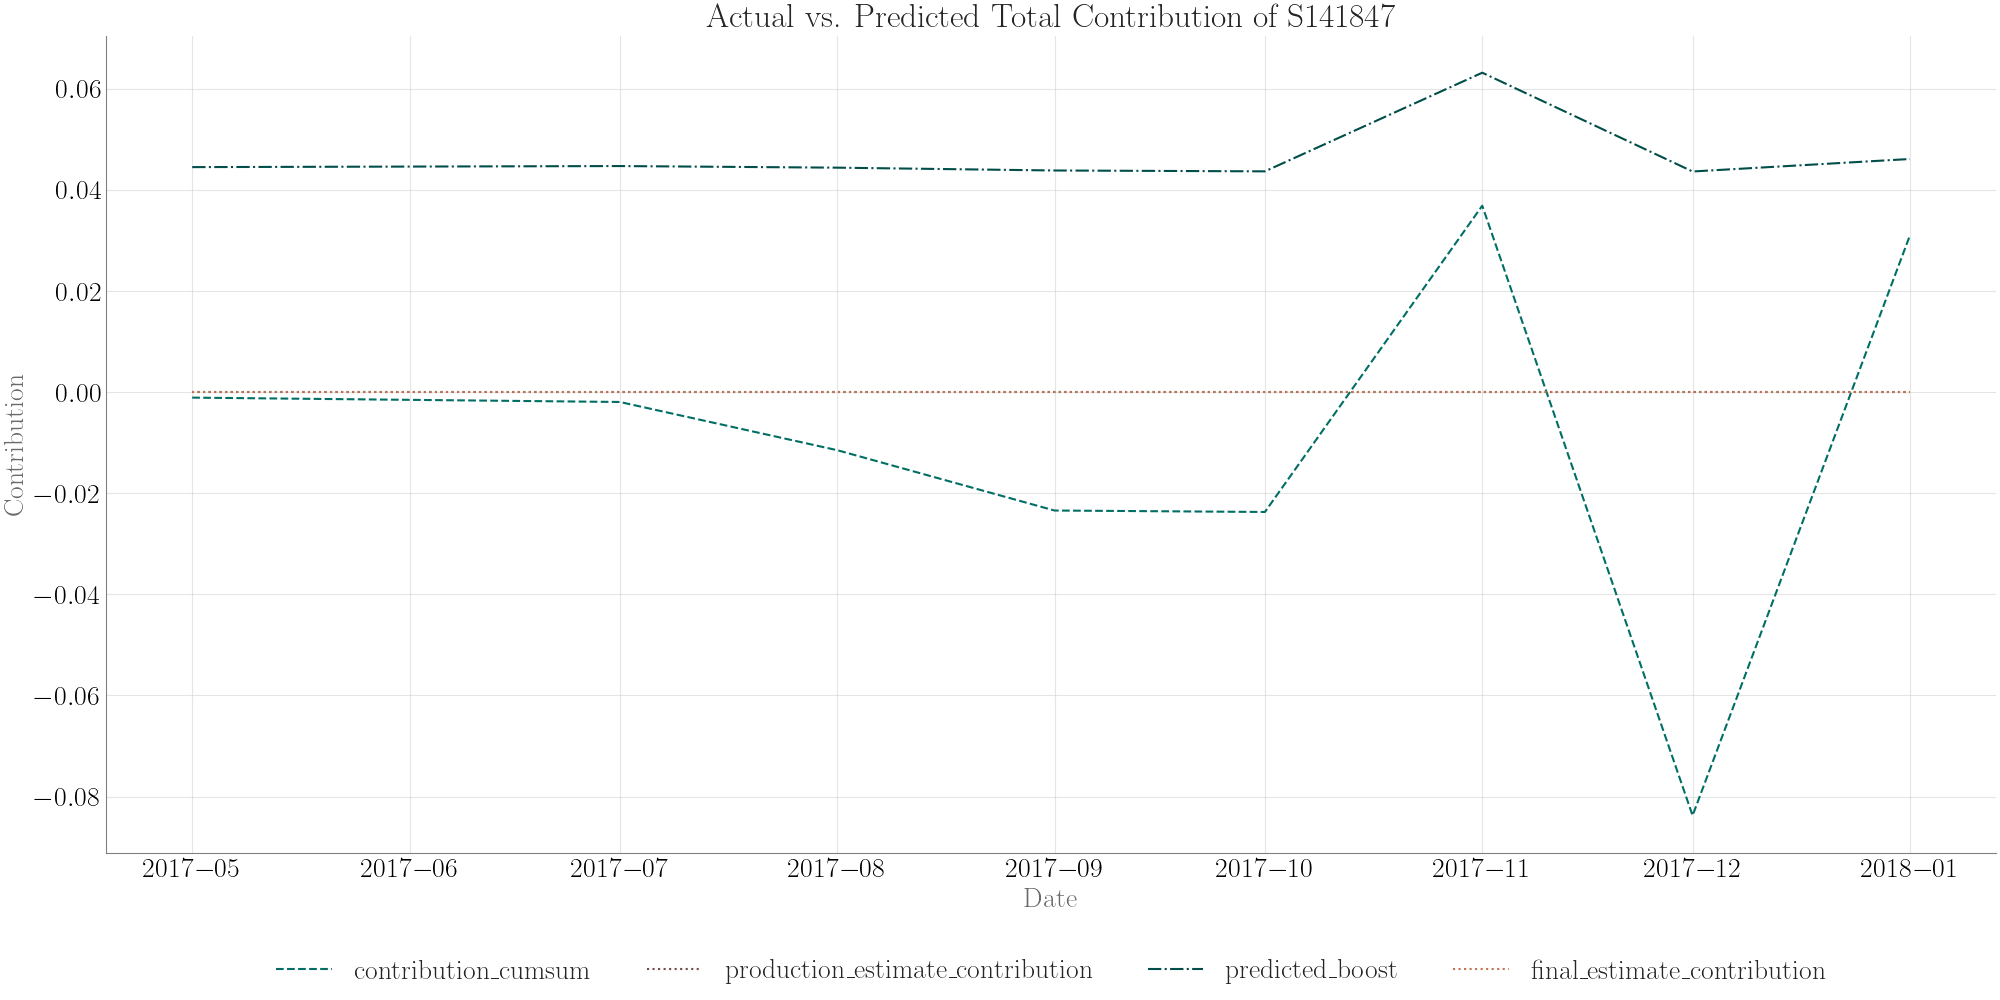 Actual vs. Predicted Total Contribution of S141847
Contribution
0.06
0.04
0.02
0.00
−0.02
−0.04
−0.06
−0.08
2017−05 2017−06 2017−07 2017−08 2017−09 2017−10 2017−11 2017−12 2018−01
Date
contribution_cumsum production_estimate_contribution predicted_boost final_estimate_contribution